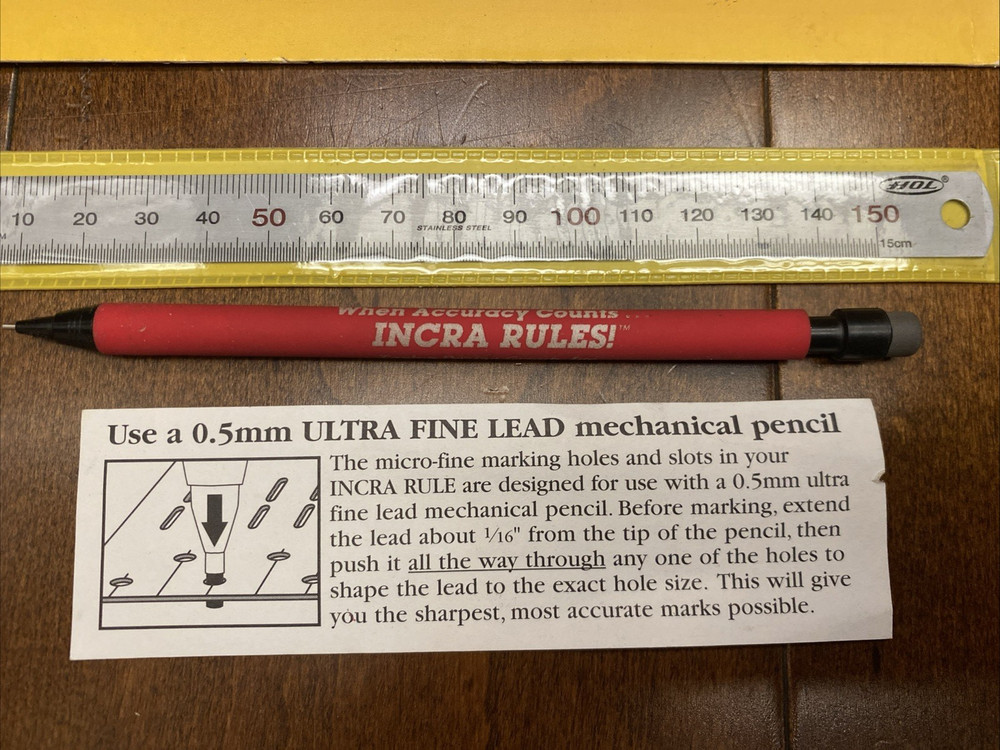 HOL®
10 20 30 40 50 60 70 80 90 100 110 120 130 140 150
STAINLESS STEEL
15cm
When Accuracy Counts...
INCRA RULES!™
Use a 0.5mm ULTRA FINE LEAD mechanical pencil
The micro-fine marking holes and slots in your
INCRA RULE are designed for use with a 0.5mm ultra
fine lead mechanical pencil. Before marking, extend
the lead about 1/16" from the tip of the pencil, then
push it all the way through any one of the holes to
shape the lead to the exact hole size. This will give
you the sharpest, most accurate marks possible.